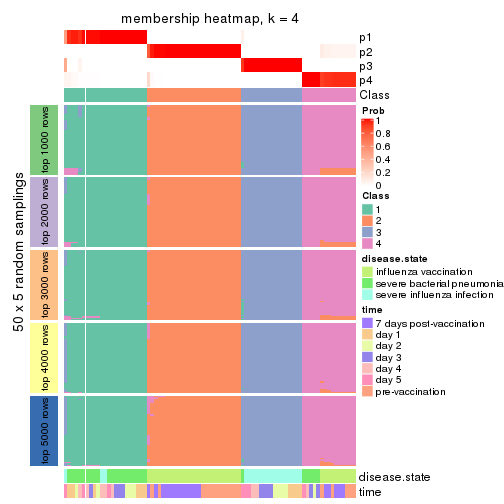 membership heatmap, k = 4
p1
p2
p3
p4
Class
50 x 5 random samplings
top 1000 rows
top 2000 rows
top 3000 rows
top 4000 rows
top 5000 rows
disease.state
time
Prob
1
0.8
0.6
0.4
0.2
0
Class
1
2
3
4
disease.state
influenza vaccination
severe bacterial pneumonia
severe influenza infection
time
7 days post-vaccination
day 1
day 2
day 3
day 4
day 5
pre-vaccination